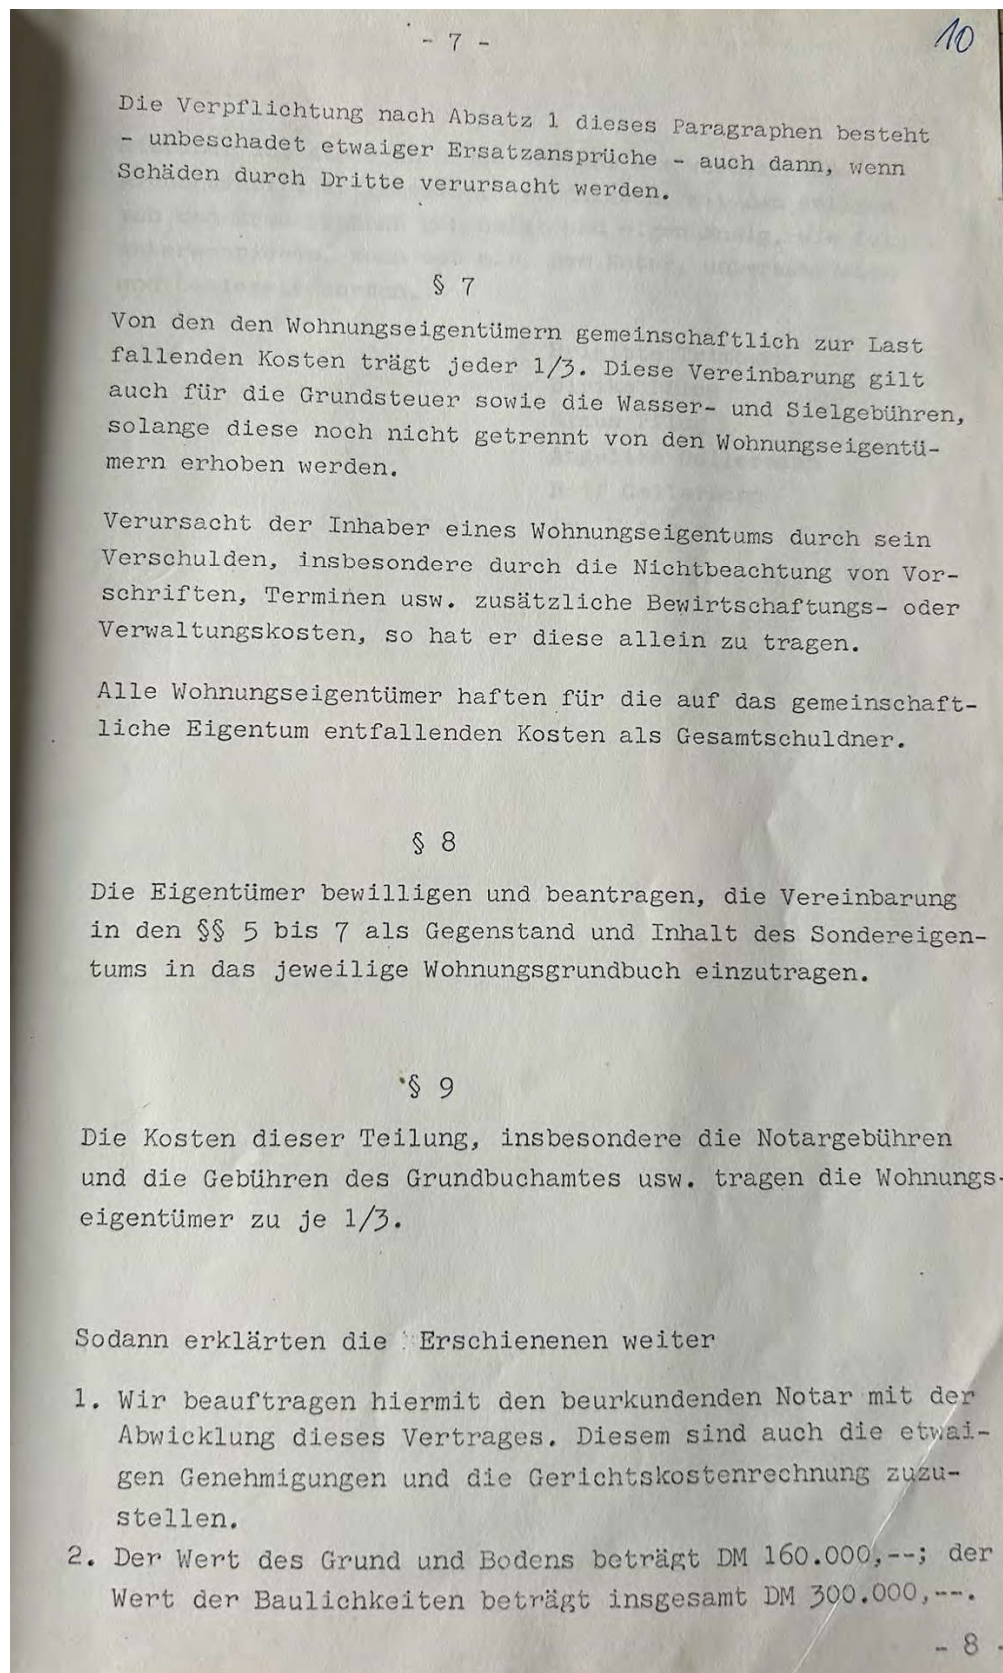 - 7 -
10
Die Verpflichtung nach Absatz 1 dieses Paragraphen besteht
- unbeschadet etwaiger Ersatzansprüche - auch dann, wenn
Schäden durch Dritte verursacht werden.
§ 7
Von den den Wohnungseigentümern gemeinschaftlich zur Last
fallenden Kosten trägt jeder 1/3. Diese Vereinbarung gilt
auch für die Grundsteuer sowie die Wasser- und Sielgebühren,
solange diese noch nicht getrennt von den Wohnungseigentü-
mern erhoben werden.
Verursacht der Inhaber eines Wohnungseigentums durch sein
Verschulden, insbesondere durch die Nichtbeachtung von Vor-
schriften, Terminen usw. zusätzliche Bewirtschaftungs- oder
Verwaltungskosten, so hat er diese allein zu tragen.
Alle Wohnungseigentümer haften für die auf das gemeinschaft-
liche Eigentum entfallenden Kosten als Gesamtschuldner.
§ 8
Die Eigentümer bewilligen und beantragen, die Vereinbarung
in den §§ 5 bis 7 als Gegenstand und Inhalt des Sondereigen-
tums in das jeweilige Wohnungsgrundbuch einzutragen.
§ 9
Die Kosten dieser Teilung, insbesondere die Notargebühren
und die Gebühren des Grundbuchamtes usw. tragen die Wohnungs-
eigentümer zu je 1/3.
Sodann erklärten die Erschienenen weiter
1. Wir beauftragen hiermit den beurkundenden Notar mit der
Abwicklung dieses Vertrages. Diesem sind auch die etwai-
gen Genehmigungen und die Gerichtskostenrechnung zuzu-
stellen.
2. Der Wert des Grund und Bodens beträgt DM 160.000,--; der
Wert der Baulichkeiten beträgt insgesamt DM 300.000,--.
- 8 -